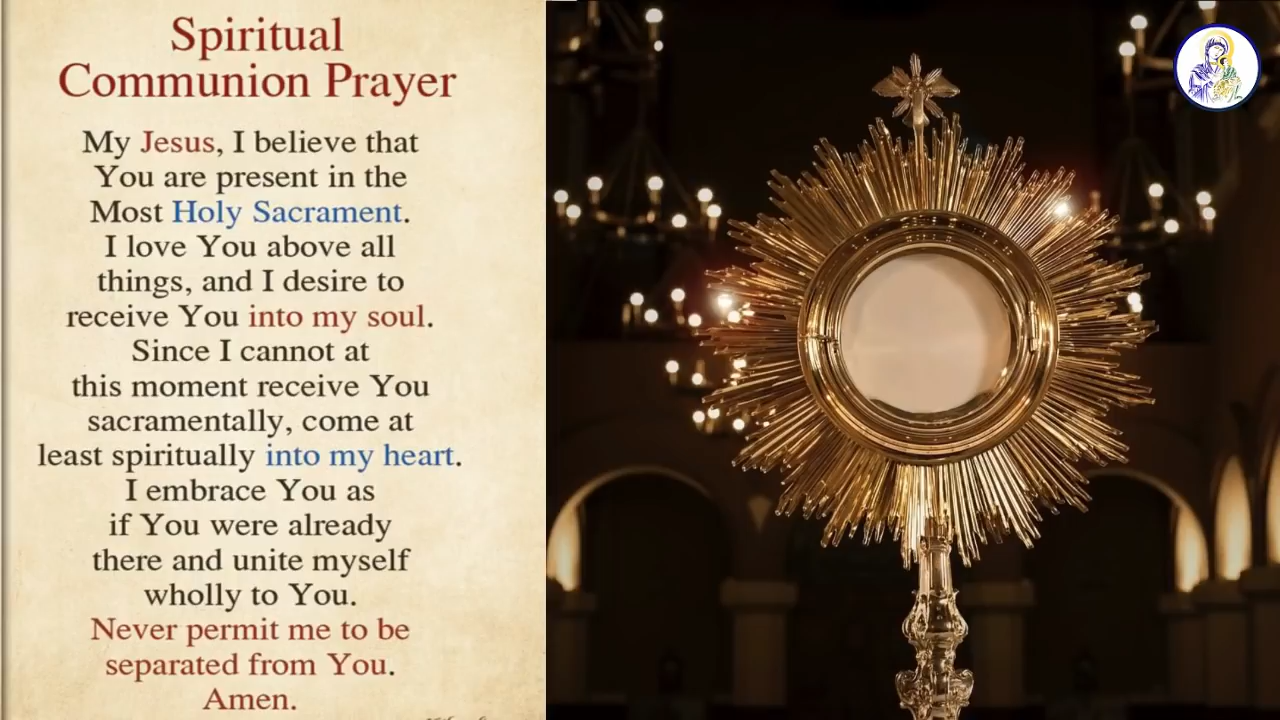 Spiritual
Communion Prayer
My Jesus, I believe that
You are present in the
Most Holy Sacrament.
I love You above all
things, and I desire to
receive You into my soul.
Since I cannot at
this moment receive You
sacramentally, come at
least spiritually into my heart.
I embrace You as
if You were already
there and unite myself
wholly to You.
Never permit me to be
separated from You.
Amen.